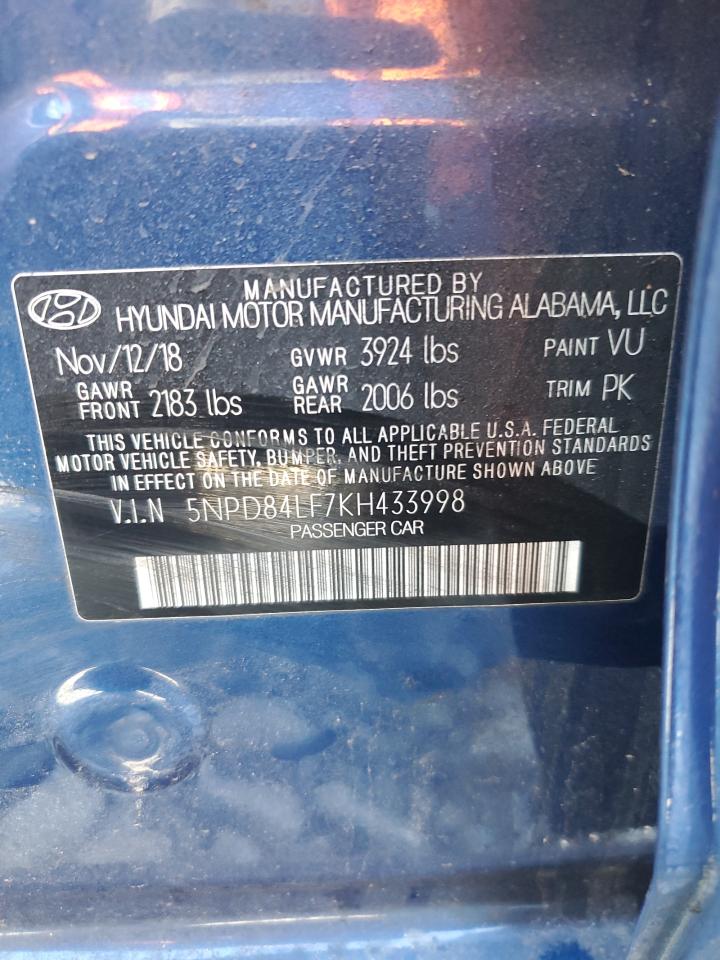 MANUFACTURED BY
HYUNDAI MOTOR MANUFACTURING ALABAMA, LLC
Nov/12/18 GVWR 3924 lbs PAINT VU
GAWR FRONT 2183 lbs GAWR REAR 2006 lbs TRIM PK
THIS VEHICLE CONFORMS TO ALL APPLICABLE U.S.A. FEDERAL
MOTOR VEHICLE SAFETY, BUMPER, AND THEFT PREVENTION STANDARDS
IN EFFECT ON THE DATE OF MANUFACTURE SHOWN ABOVE
V.I.N 5NPD84LF7KH433998
PASSENGER CAR